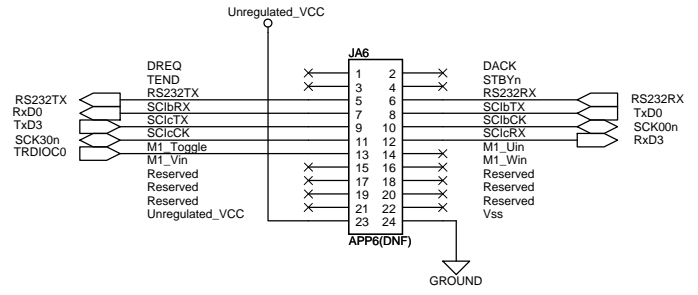 Unregulated_VCC
JA6
DREQ 1 2 DACK
TEND 3 4 STBYn
RS232TX RS232TX 5 6 RS232RX RS232RX
RxD0 SCIbRX 7 8 SCIbTX TxD0
TxD3 SCIcTX 9 10 SCIbCK SCK00n
SCK30n SCIcCK 11 12 SCIcRX RxD3
TRDIOC0 M1_Toggle 13 14 M1_Uin
M1_Vin 15 16 M1_Win
Reserved 17 18 Reserved
Reserved 19 20 Reserved
Reserved 21 22 Reserved
Unregulated_VCC 23 24 Vss
APP6(DNF)
GROUND